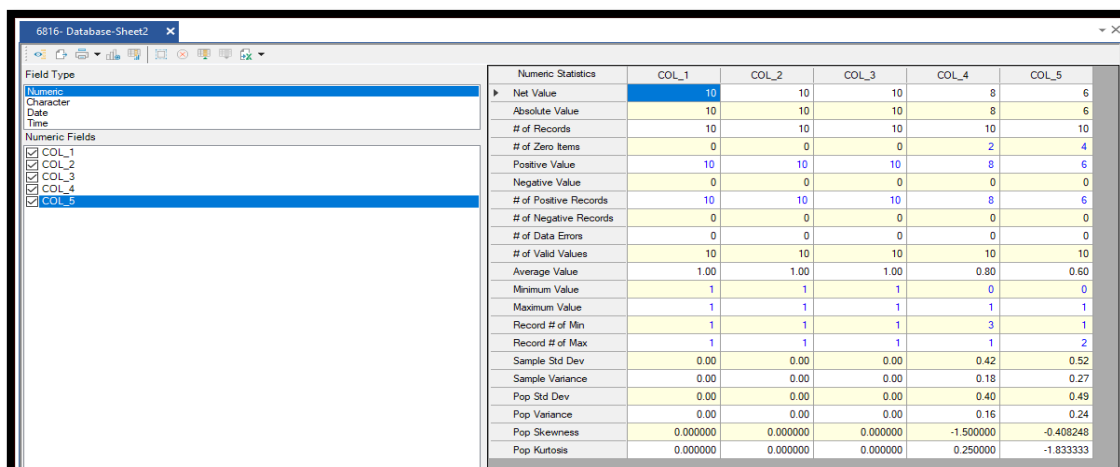 6816- Database-Sheet2
Field Type
Numeric
Character
Date
Time
Numeric Fields
COL_1
COL_2
COL_3
COL_4
COL_5
Numeric Statistics COL_1 COL_2 COL_3 COL_4 COL_5
Net Value 10 10 10 8 6
Absolute Value 10 10 10 8 6
# of Records 10 10 10 10 10
# of Zero Items 0 0 0 2 4
Positive Value 10 10 10 8 6
Negative Value 0 0 0 0 0
# of Positive Records 10 10 10 8 6
# of Negative Records 0 0 0 0 0
# of Data Errors 0 0 0 0 0
# of Valid Values 10 10 10 10 10
Average Value 1.00 1.00 1.00 0.80 0.60
Minimum Value 1 1 1 0 0
Maximum Value 1 1 1 1 1
Record # of Min 1 1 1 3 1
Record # of Max 1 1 1 1 2
Sample Std Dev 0.00 0.00 0.00 0.42 0.52
Sample Variance 0.00 0.00 0.00 0.18 0.27
Pop Std Dev 0.00 0.00 0.00 0.40 0.49
Pop Variance 0.00 0.00 0.00 0.16 0.24
Pop Skewness 0.000000 0.000000 0.000000 -1.500000 -0.408248
Pop Kurtosis 0.000000 0.000000 0.000000 0.250000 -1.833333